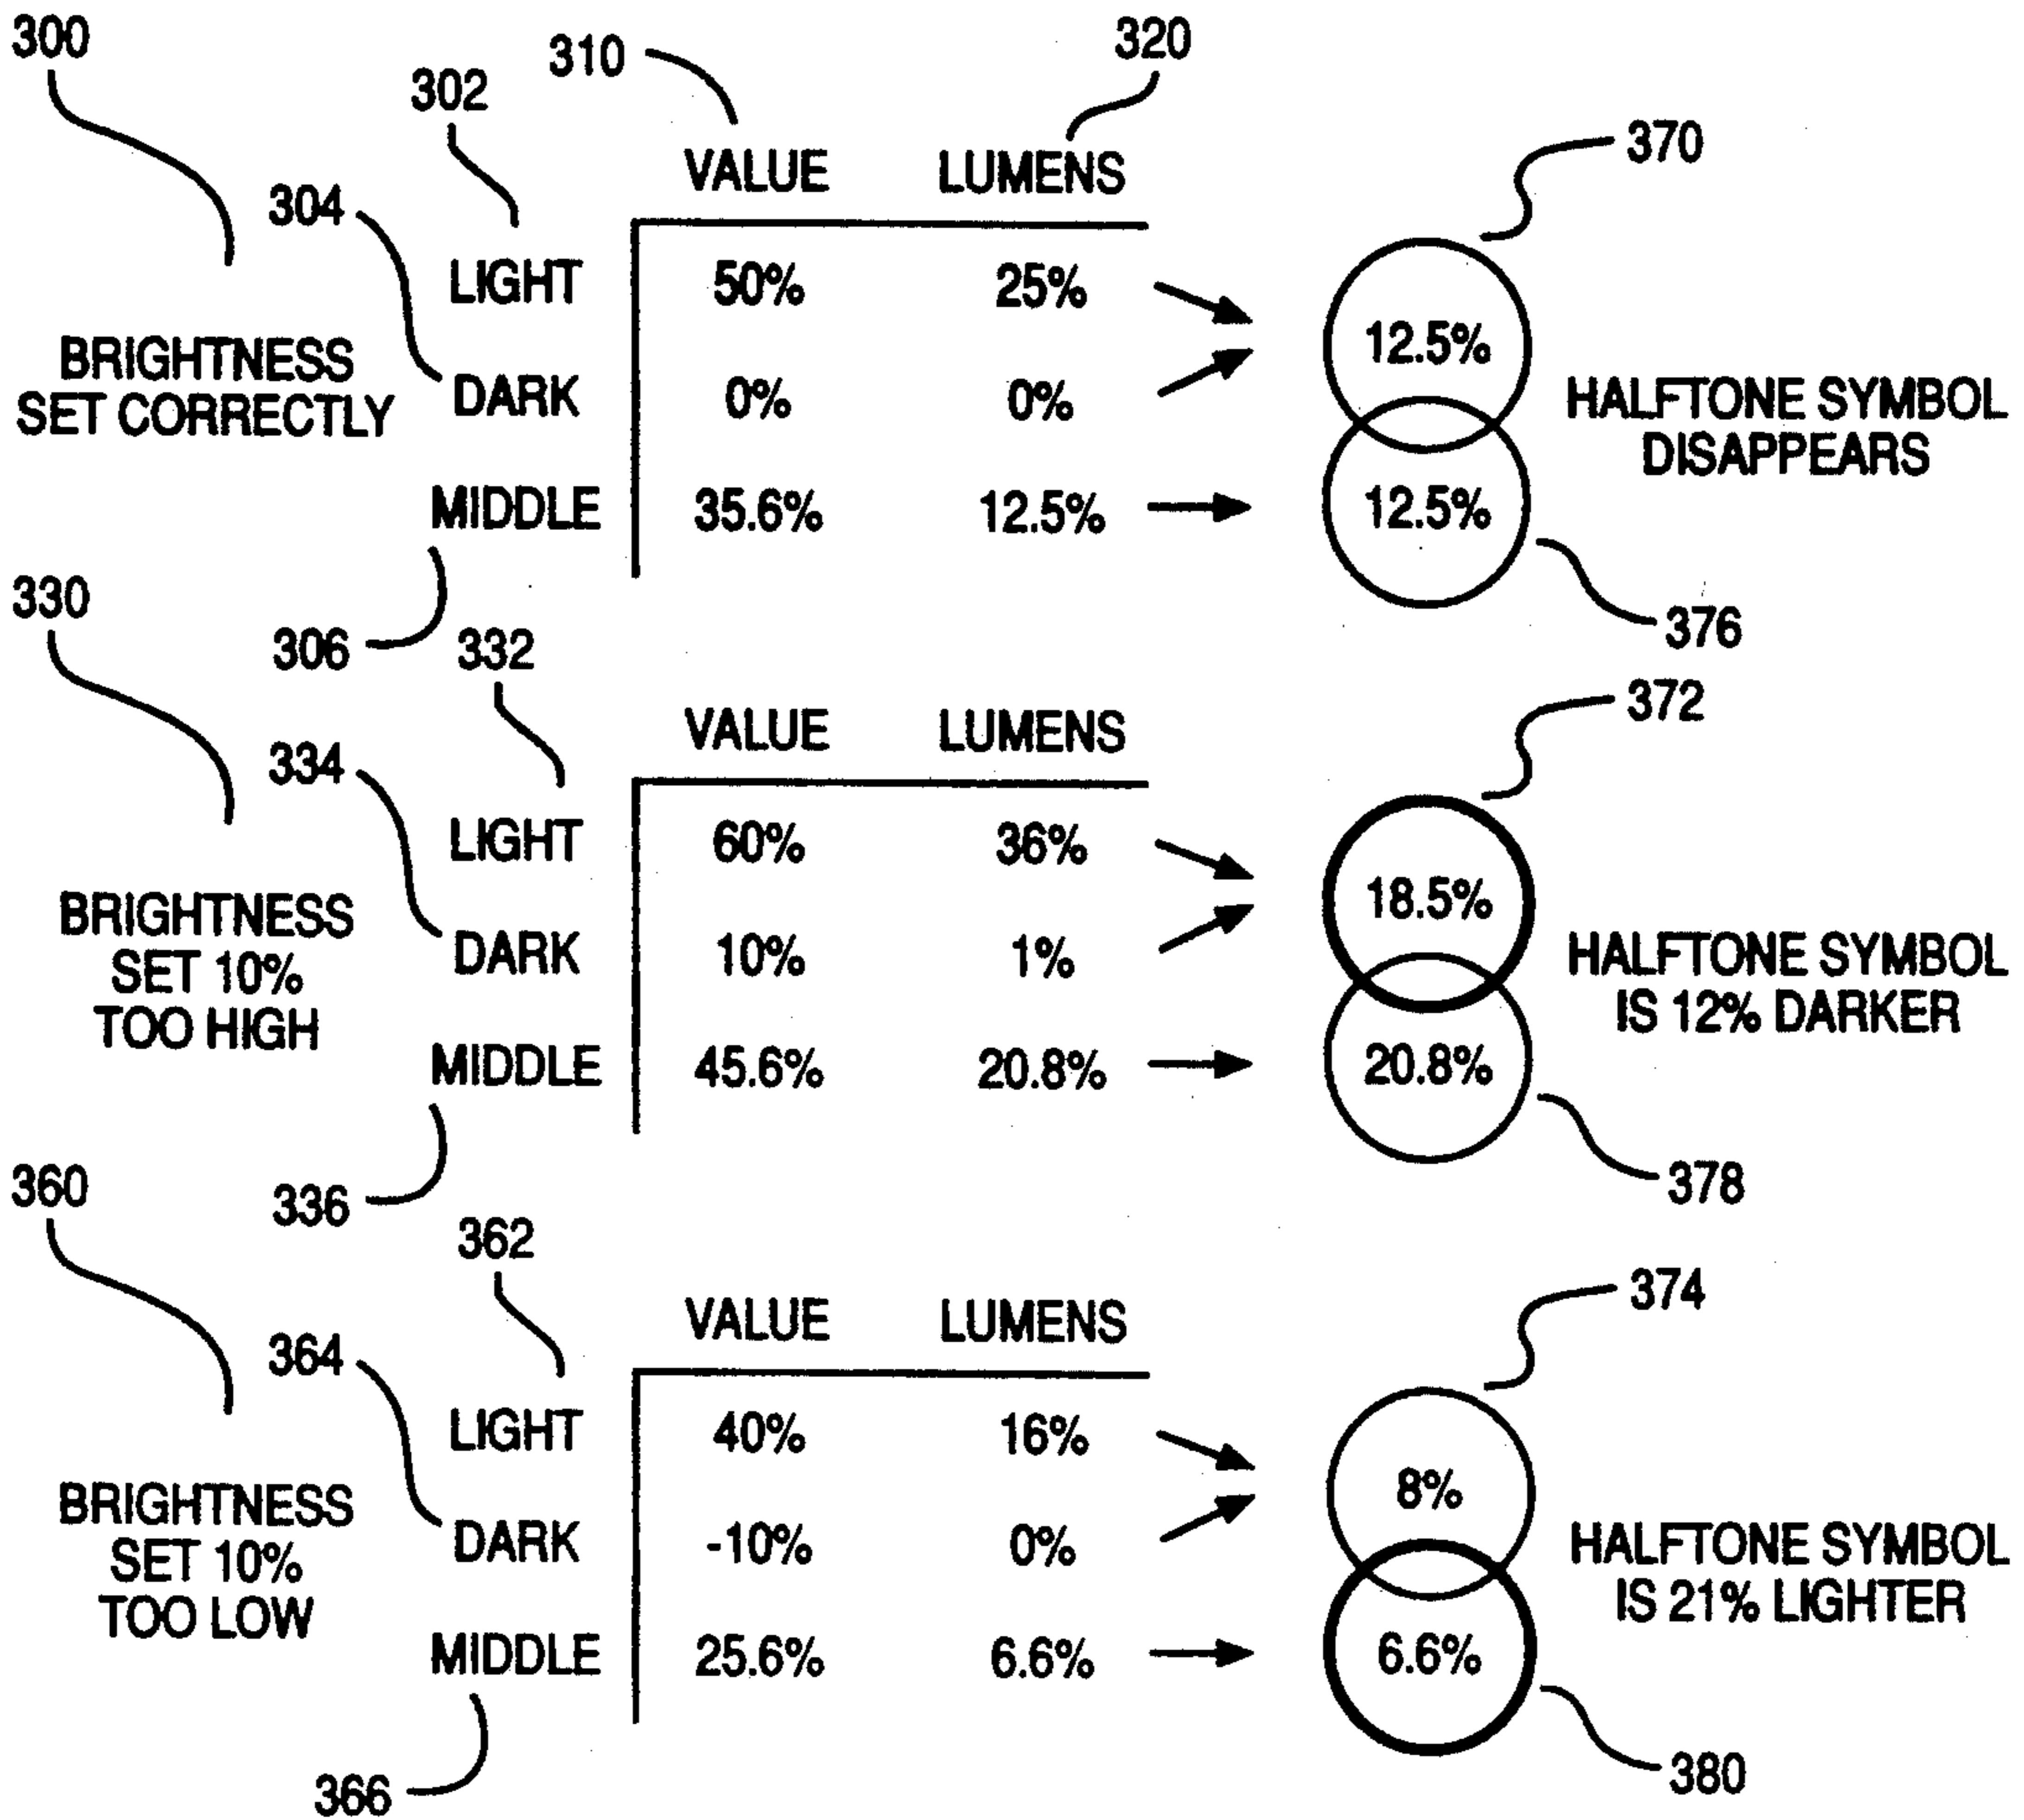 300
302
310
320
VALUE LUMENS
370
304
LIGHT 50% 25%
12.5%
BRIGHTNESS
SET CORRECTLY
DARK 0% 0%
HALFTONE SYMBOL
DISAPPEARS
MIDDLE 35.6% 12.5%
12.5%
376
330
306
332
VALUE LUMENS
372
334
LIGHT 60% 36%
18.5%
BRIGHTNESS
SET 10%
TOO HIGH
DARK 10% 1%
HALFTONE SYMBOL
IS 12% DARKER
MIDDLE 45.6% 20.8%
20.8%
378
360
336
362
VALUE LUMENS
374
364
LIGHT 40% 16%
8%
BRIGHTNESS
SET 10%
TOO LOW
DARK -10% 0%
HALFTONE SYMBOL
IS 21% LIGHTER
MIDDLE 25.6% 6.6%
6.6%
380
366